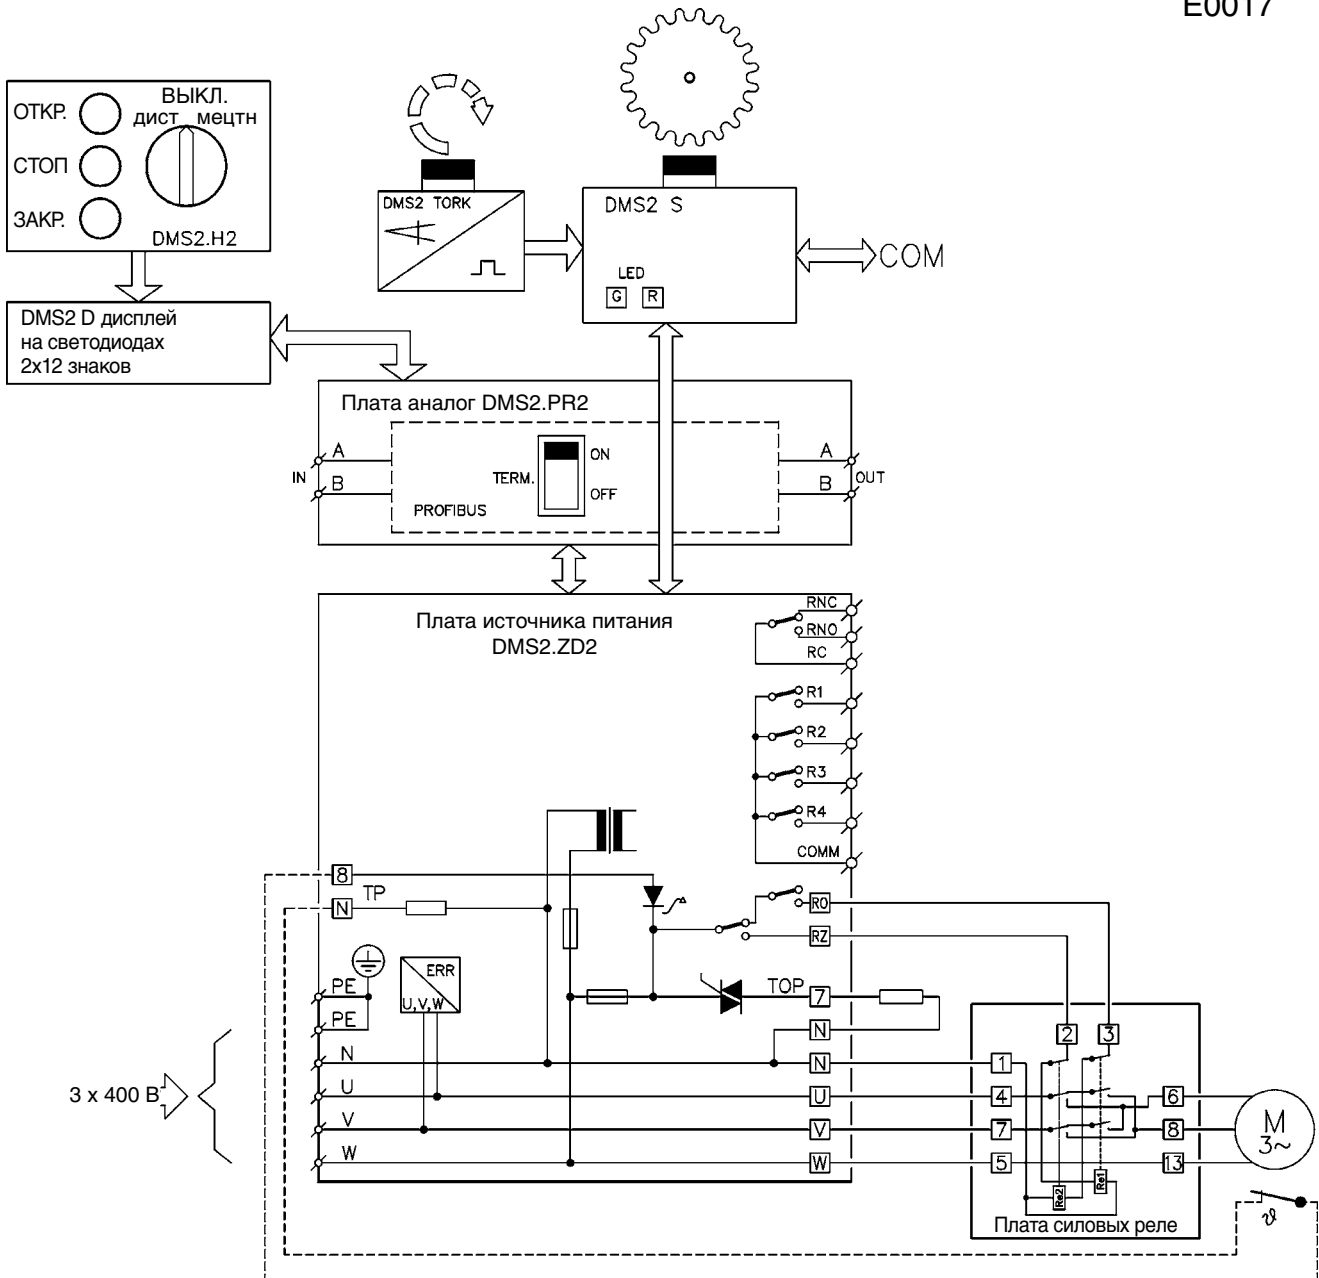 E0017
ОТКР.
СТОП
ЗАКР.
ВЫКЛ.
дист мецтн
DMS2.H2
DMS2 D дисплей
на светодиодах
2x12 знаков
DMS2 TORK
DMS2 S
LED
G R
COM
Плата аналог DMS2.PR2
IN
A
B
TERM.
ON
OFF
PROFIBUS
A
B
OUT
Плата источника питания
DMS2.ZD2
RNC
RNO
RC
R1
R2
R3
R4
COMM
8
TP
N
RO
RZ
PE
PE
ERR
U,V,W
TOP
7
N
N
N
U
U
V
V
W
W
3 x 400 В
2
3
1
4
7
5
6
8
13
Re2
Re1
M
3~
ϑ
Плата силовых реле